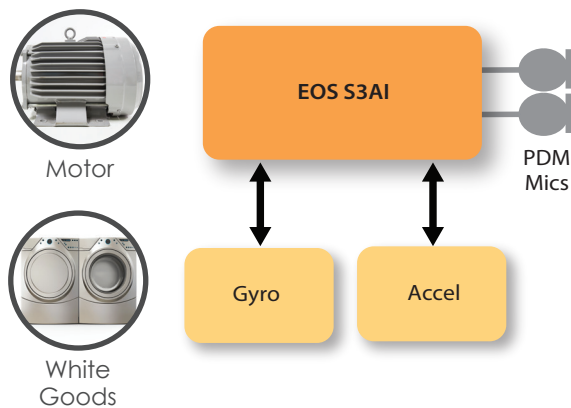 EOS S3AI
Motor
PDM
Mics
Gyro
Accel
White
Goods